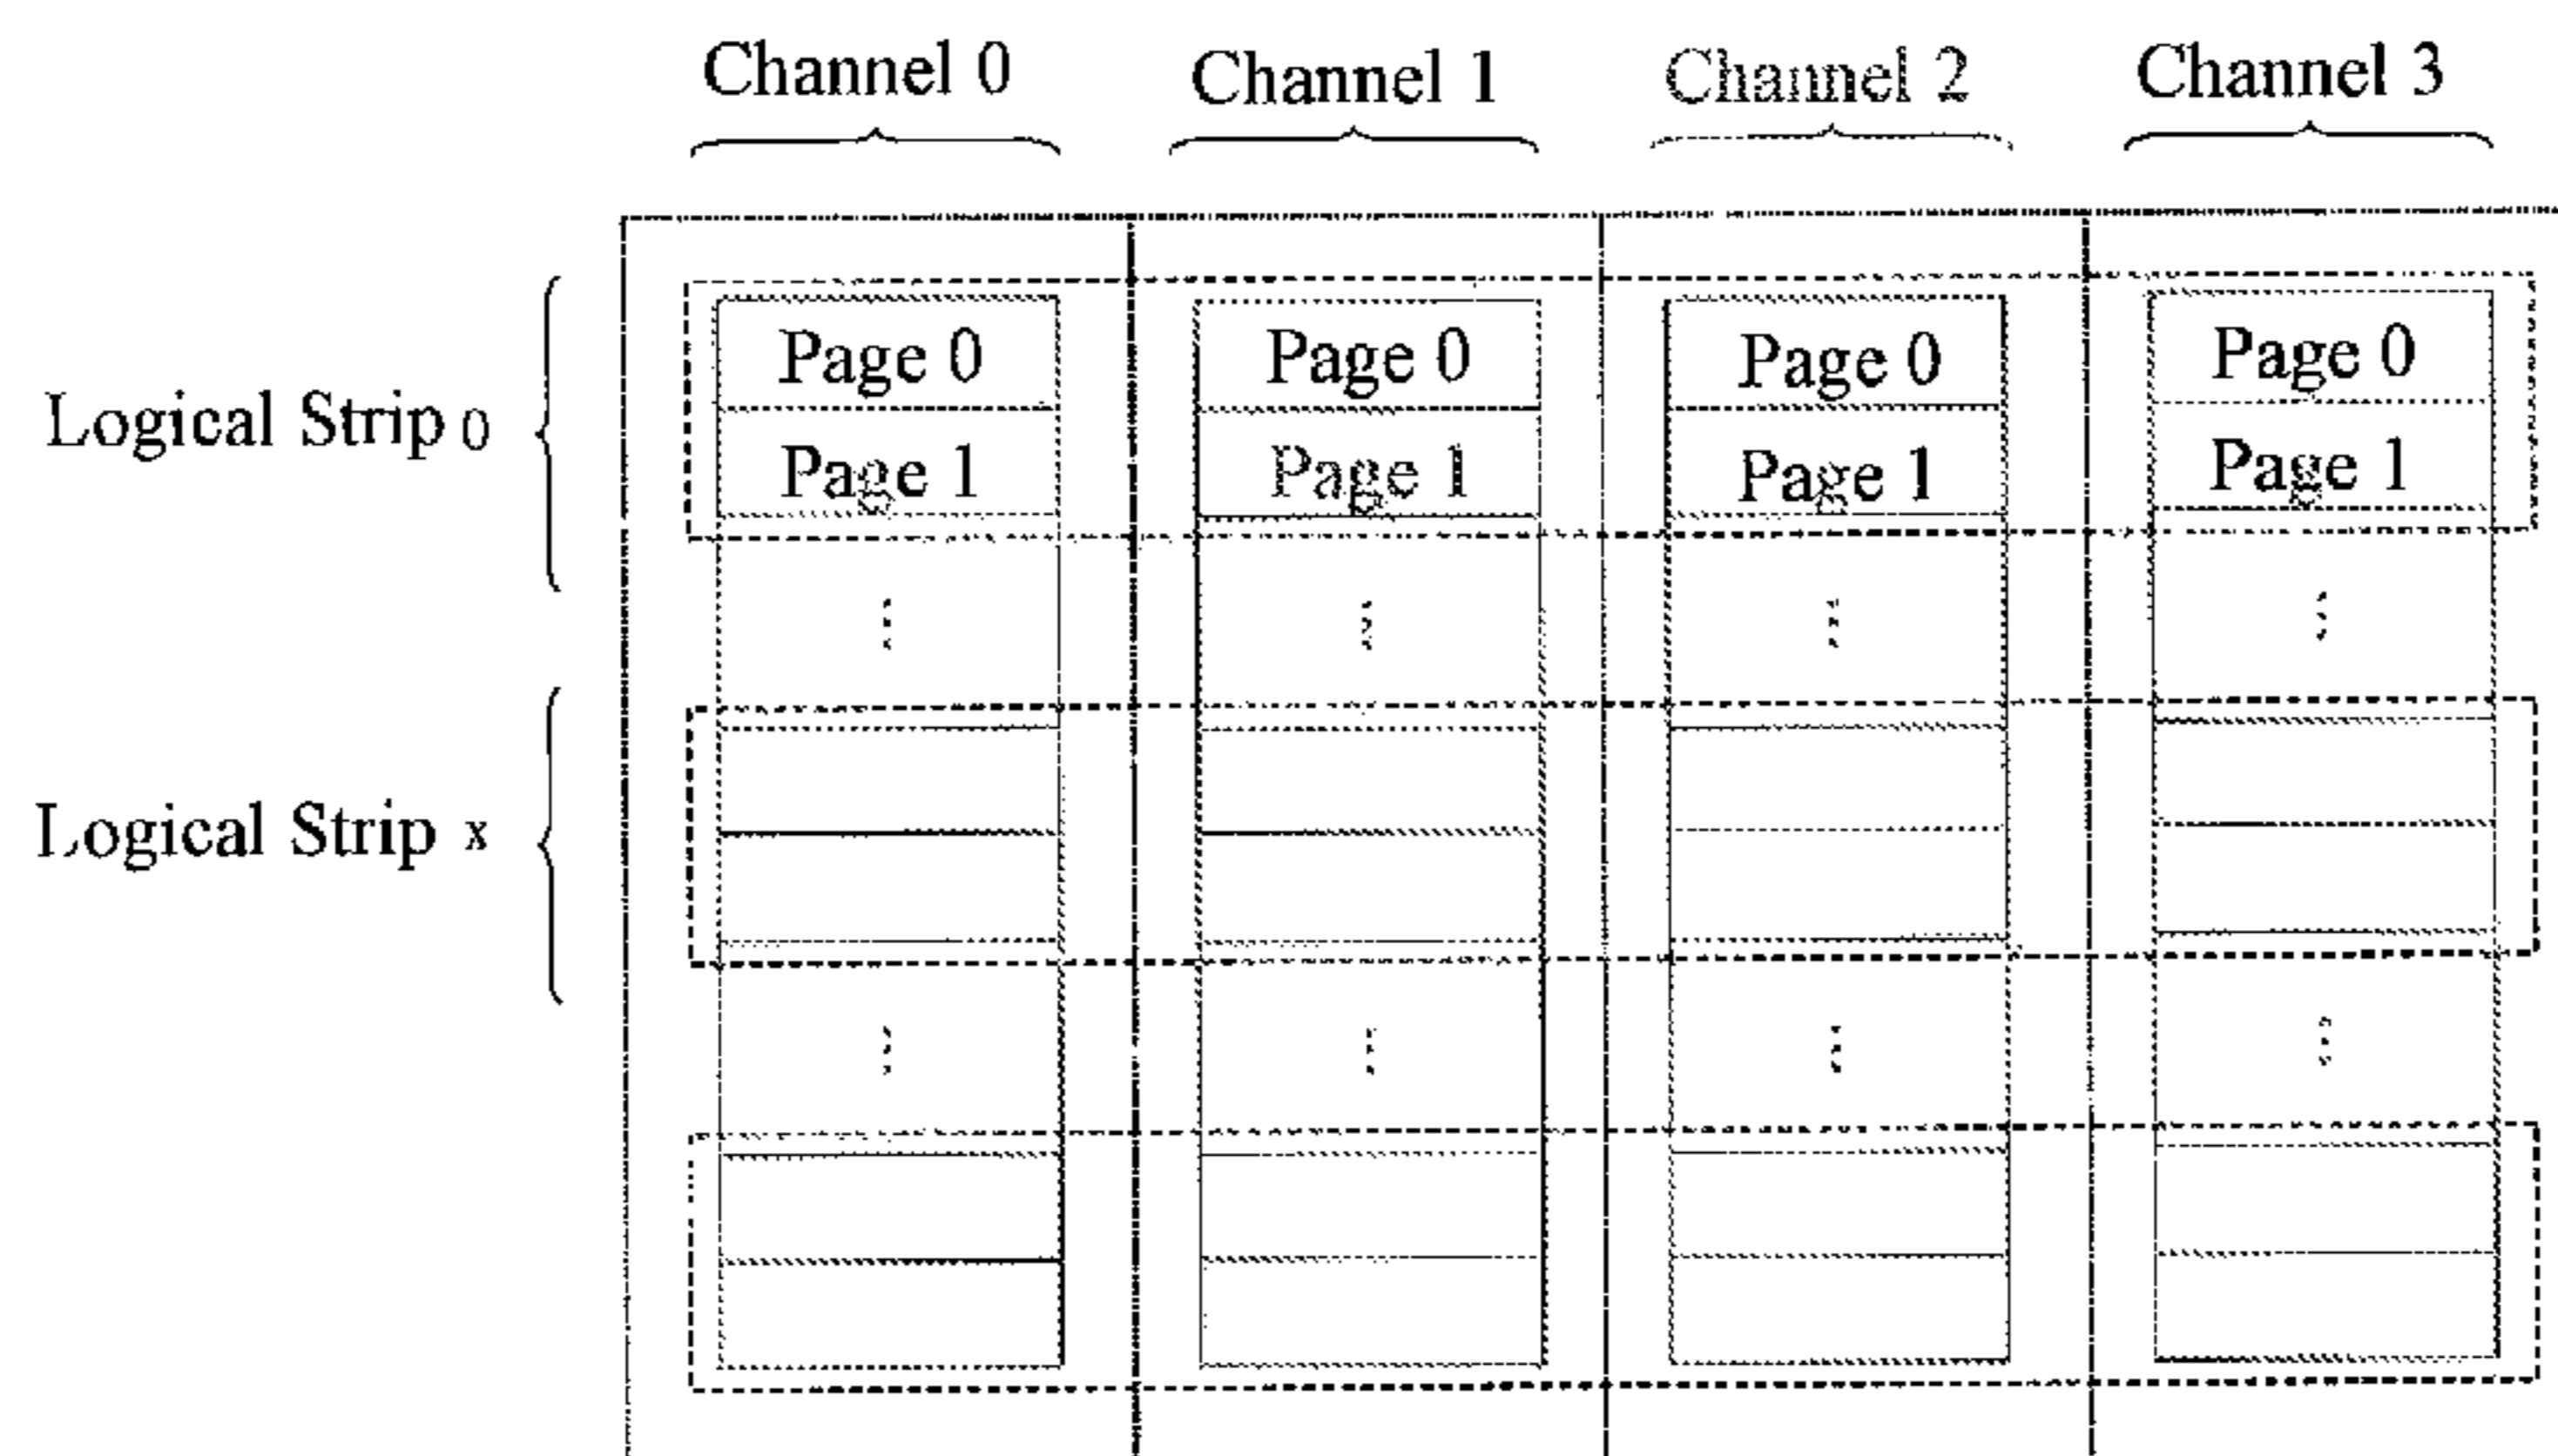 Channel 0 Channel 1 Channel 2 Channel 3
Logical Strip 0
Page 0 Page 0 Page 0 Page 0
Page 1 Page 1 Page 1 Page 1
Logical Strip x